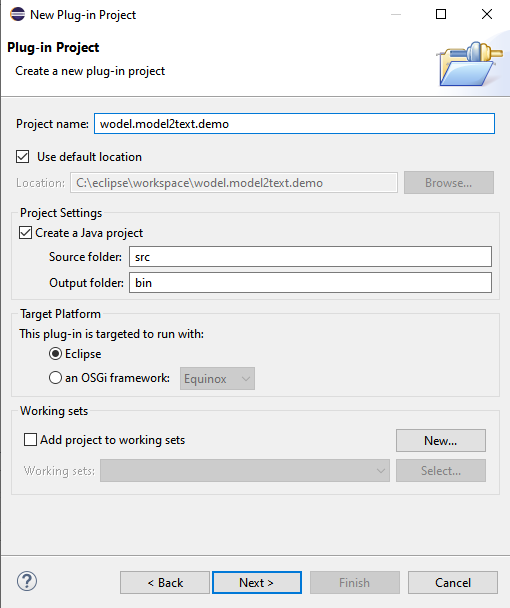 New Plug-in Project
Plug-in Project
Create a new plug-in project
Project name: wodel.model2text.demo
Use default location
Location: C:\eclipse\workspace\wodel.model2text.demo Browse...
Project Settings
Create a Java project
Source folder: src
Output folder: bin
Target Platform
This plug-in is targeted to run with:
Eclipse
an OSGi framework: Equinox
Working sets
Add project to working sets New...
Working sets: Select...
? < Back Next > Finish Cancel